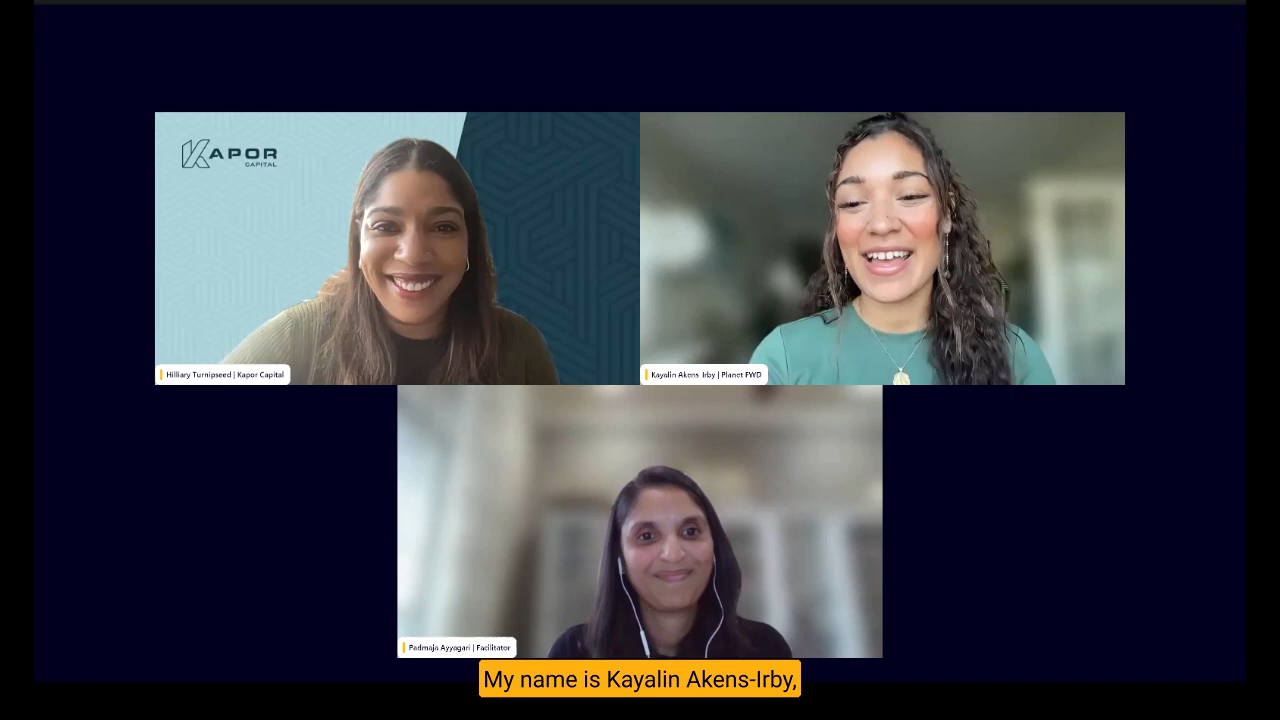 KAPOR
CAPITAL
Hilliary Turnipseed | Kapor Capital
Kayalin Akens-Irby | Planet FWD
Padmaja Ayyagari | Facilitator
My name is Kayalin Akens-Irby,